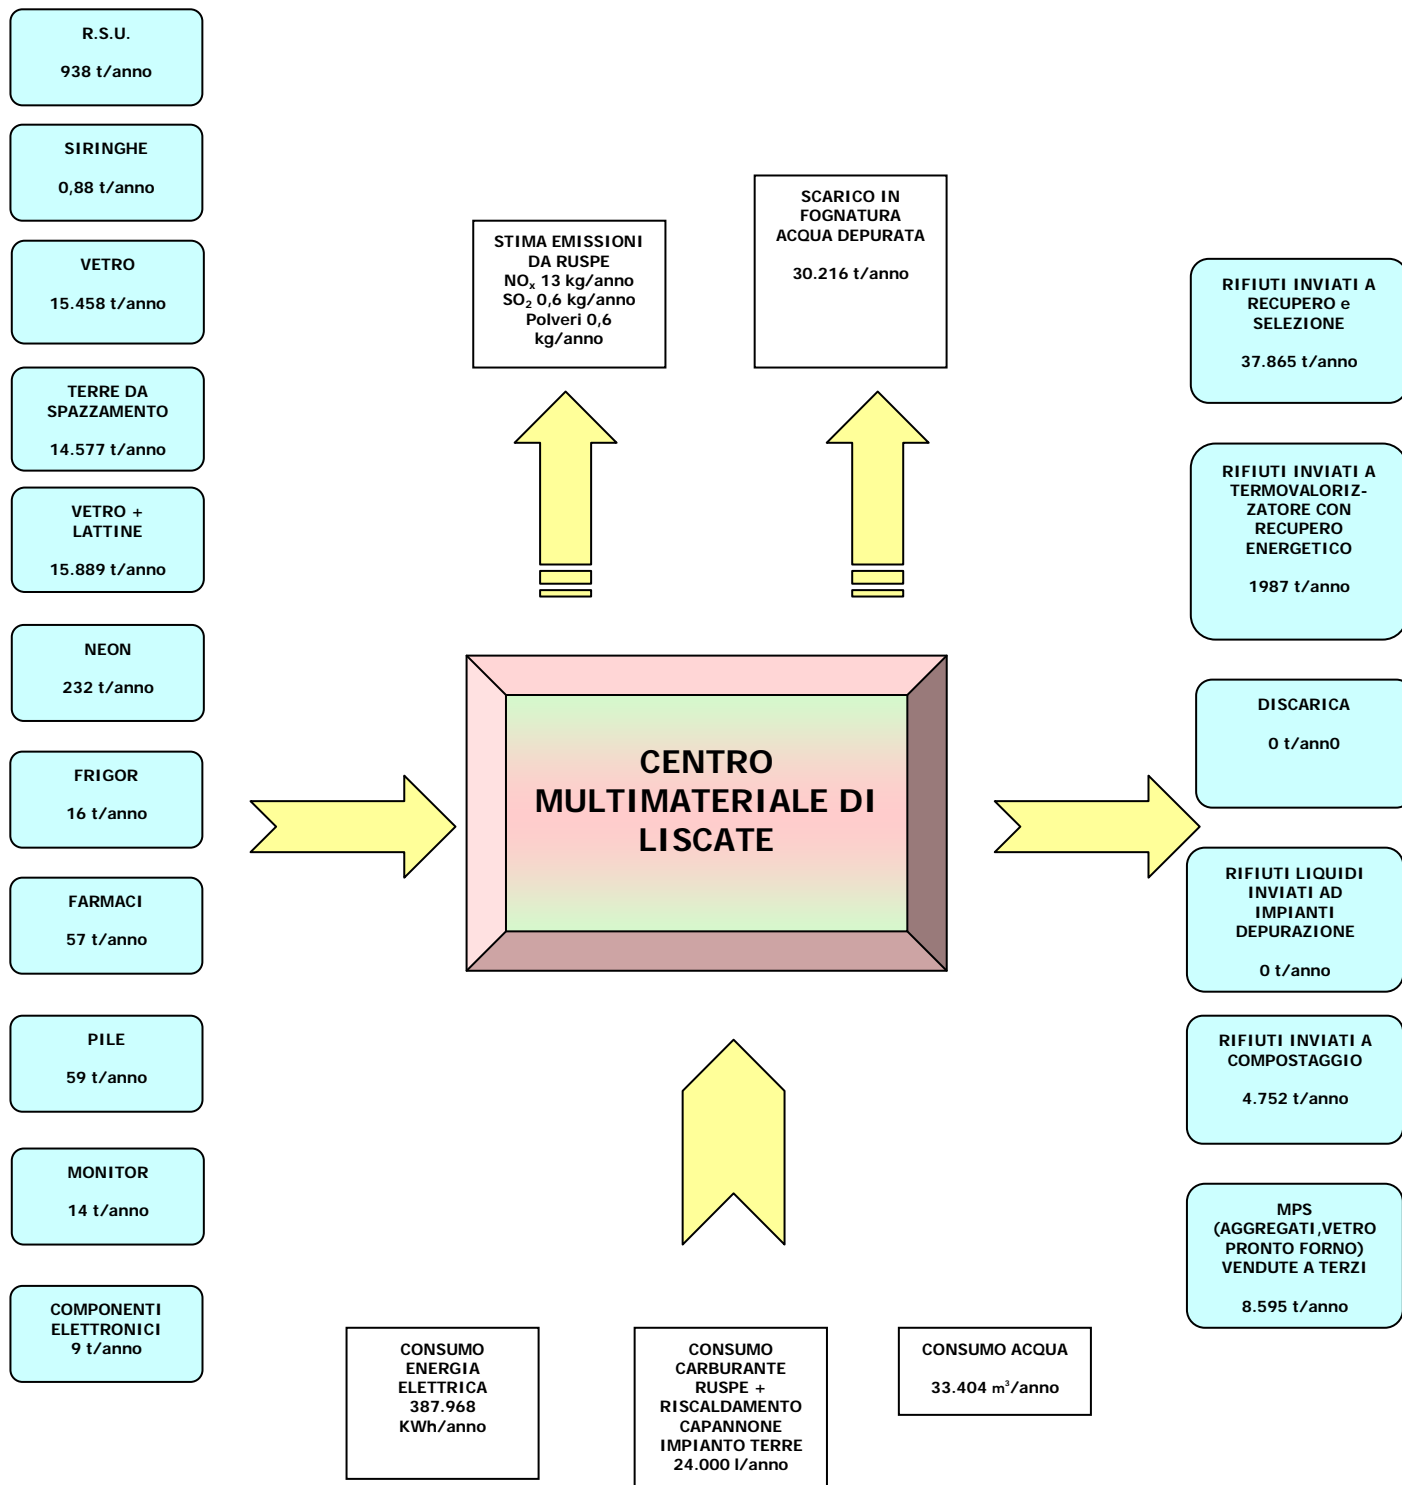 R.S.U.
938 t/anno
SIRINGHE
0,88 t/anno
VETRO
15.458 t/anno
TERRE DA
SPAZZAMENTO
14.577 t/anno
VETRO +
LATTINE
15.889 t/anno
NEON
232 t/anno
FRIGOR
16 t/anno
FARMACI
57 t/anno
PILE
59 t/anno
MONITOR
14 t/anno
COMPONENTI
ELETTRONICI
9 t/anno
STIMA EMISSIONI
DA RUSPE
NOₓ 13 kg/anno
SO₂ 0,6 kg/anno
Polveri 0,6
kg/anno
SCARICO IN
FOGNATURA
ACQUA DEPURATA
30.216 t/anno
CENTRO
MULTIMATERIALE DI
LISCATE
CONSUMO
ENERGIA
ELETTRICA
387.968
KWh/anno
CONSUMO
CARBURANTE
RUSPE +
RISCALDAMENTO
CAPANNONE
IMPIANTO TERRE
24.000 l/anno
CONSUMO ACQUA
33.404 m³/anno
RIFIUTI INVIATI A
RECUPERO e
SELEZIONE
37.865 t/anno
RIFIUTI INVIATI A
TERMOVALORIZ-
ZATORE CON
RECUPERO
ENERGETICO
1987 t/anno
DISCARICA
0 t/ann0
RIFIUTI LIQUIDI
INVIATI AD
IMPIANTI
DEPURAZIONE
0 t/anno
RIFIUTI INVIATI A
COMPOSTAGGIO
4.752 t/anno
MPS
(AGGREGATI,VETRO
PRONTO FORNO)
VENDUTE A TERZI
8.595 t/anno